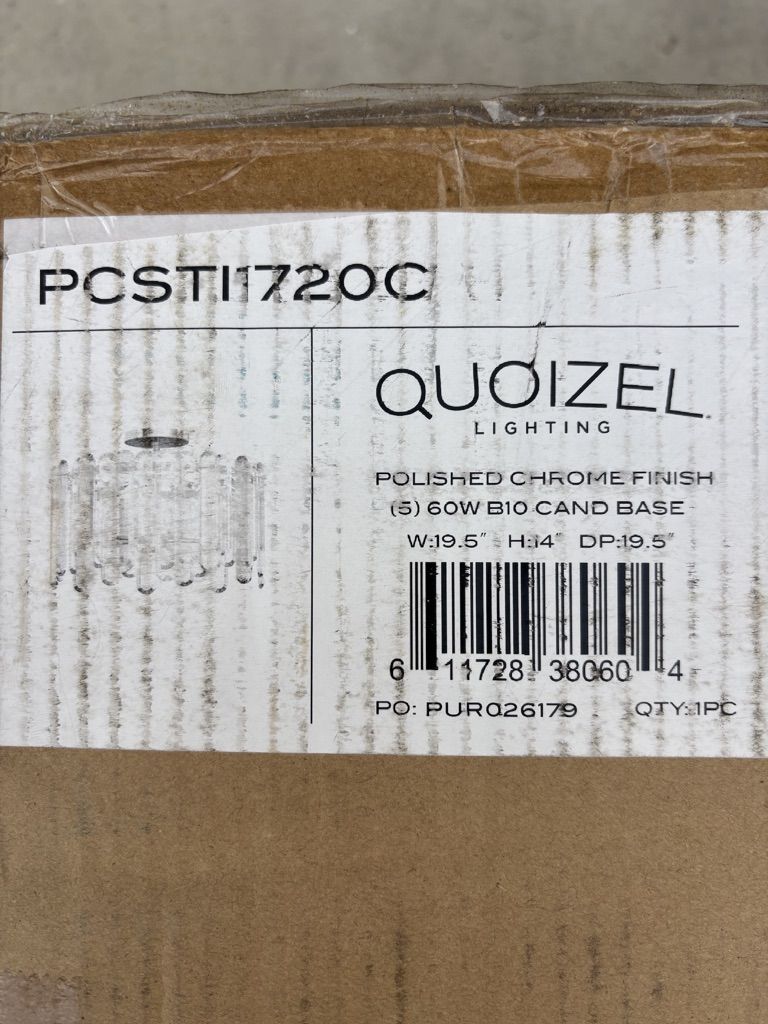 PCSTI1720C
QUOIZEL
LIGHTING
POLISHED CHROME FINISH
(5) 60W B10 CAND BASE
W:19.5" H:14" DP:19.5"
6 11728 38060 4
PO: PUR026179 QTY:1PC